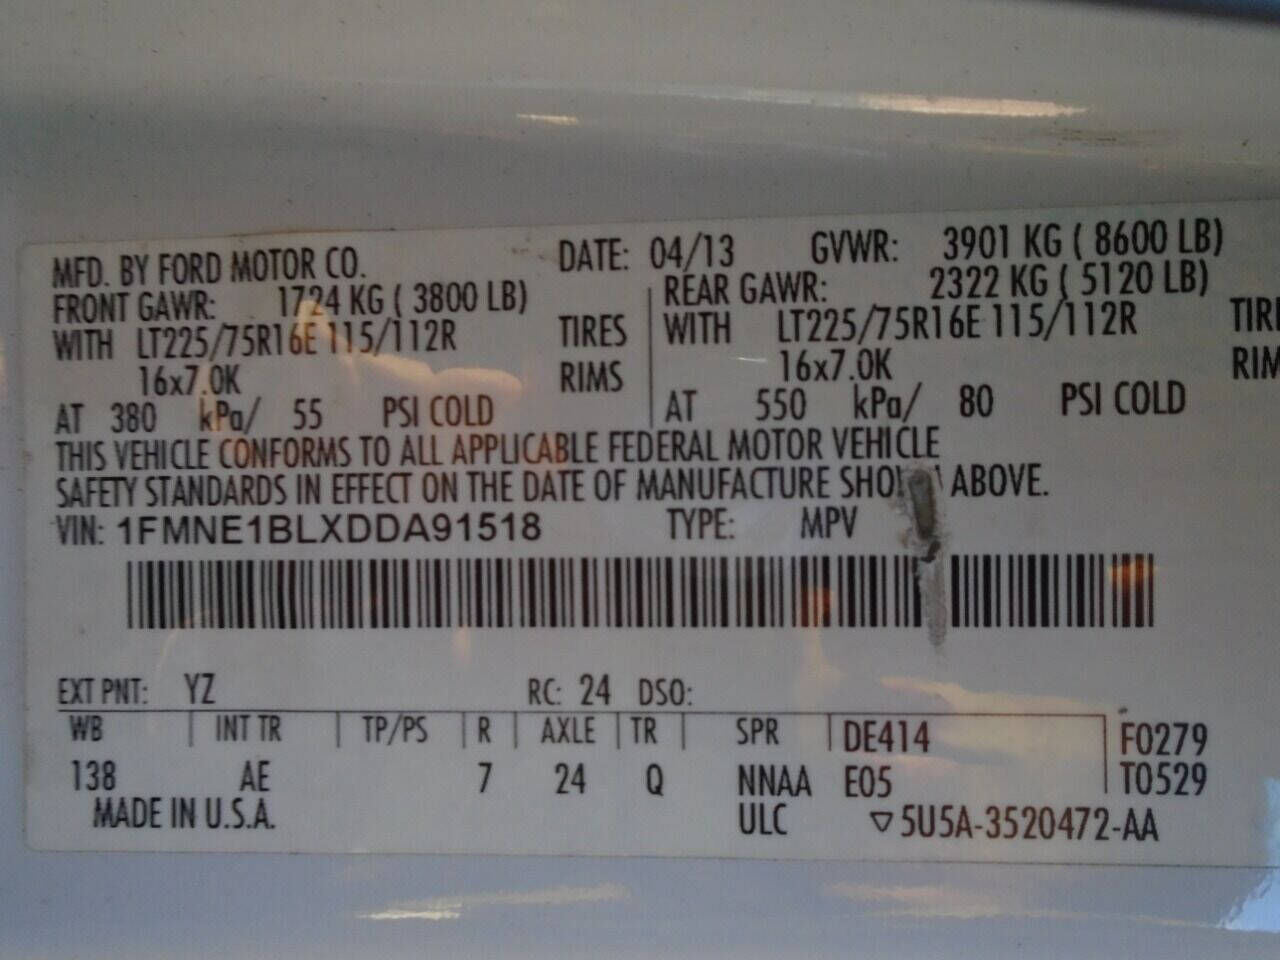 MFD. BY FORD MOTOR CO. DATE: 04/13 GVWR: 3901 KG ( 8600 LB)
FRONT GAWR: 1724 KG ( 3800 LB) REAR GAWR: 2322 KG ( 5120 LB)
WITH LT225/75R16E 115/112R TIRES WITH LT225/75R16E 115/112R
16x7.0K RIMS 16x7.0K
AT 380 kPa/ 55 PSI COLD AT 550 kPa/ 80 PSI COLD
THIS VEHICLE CONFORMS TO ALL APPLICABLE FEDERAL MOTOR VEHICLE
SAFETY STANDARDS IN EFFECT ON THE DATE OF MANUFACTURE ABOVE.
VIN: 1FMNE1BLXDDA91518 TYPE: MPV
EXT PNT: YZ RC: 24 DSO:
WB INT TR TP/PS R AXLE TR SPR DE414 F0279
138 AE 7 24 Q NNAA E05 T0529
MADE IN U.S.A. ULC ▽5U5A-3520472-AA